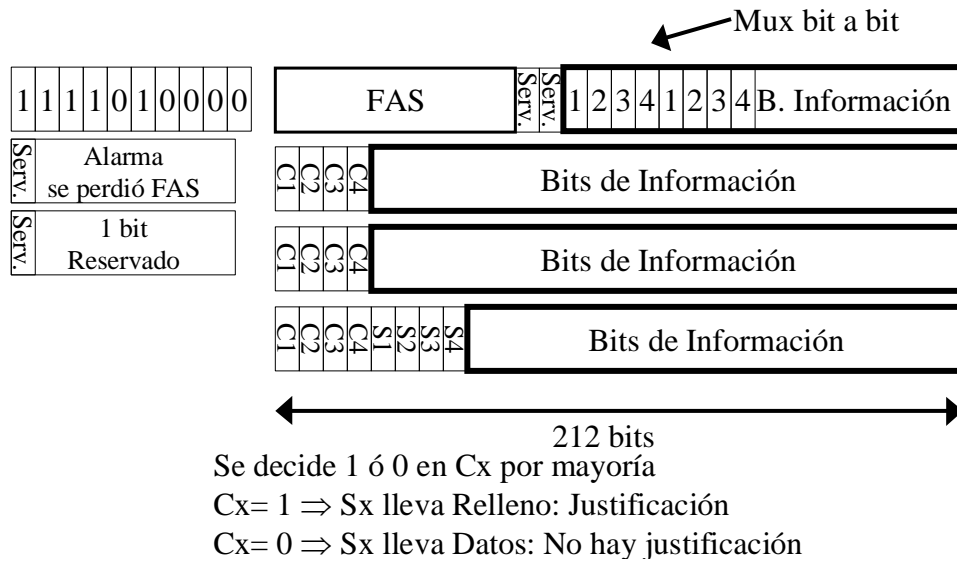 Mux bit a bit
1 1 1 1 0 1 0 0 0 0
FAS Serv. Serv. 1 2 3 4 1 2 3 4 B. Información
Serv. Alarma
se perdió FAS
C1 C2 C3 C4 Bits de Información
Serv. 1 bit
Reservado
C1 C2 C3 C4 Bits de Información
C1 C2 C3 C4 S1 S2 S3 S4 Bits de Información
212 bits
Se decide 1 ó 0 en Cx por mayoría
Cx= 1 ⇒ Sx lleva Relleno: Justificación
Cx= 0 ⇒ Sx lleva Datos: No hay justificación